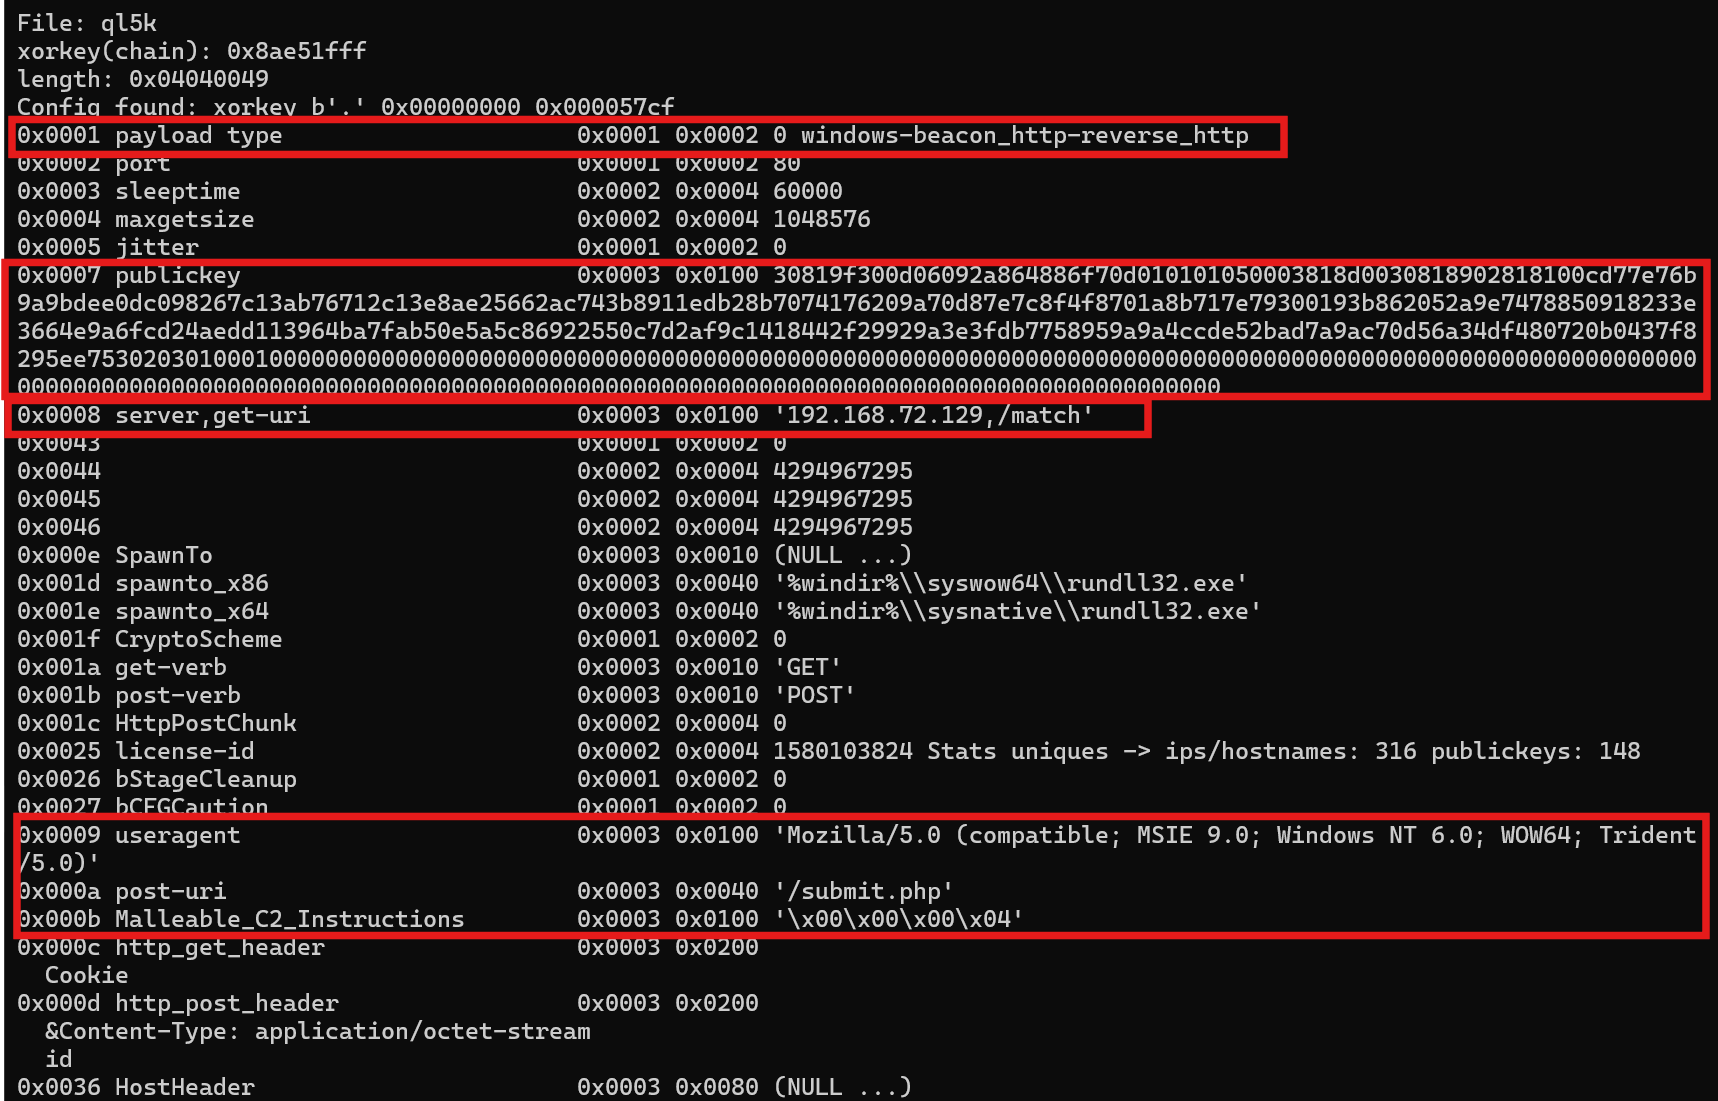 File: ql5k
xorkey(chain): 0x8ae51fff
length: 0x04040049
Config found: xorkey b'.' 0x00000000 0x000057cf
0x0001 payload type                     0x0001 0x0002 0 windows-beacon_http-reverse_http
0x0002 port                             0x0001 0x0002 80
0x0003 sleeptime                        0x0002 0x0004 60000
0x0004 maxgetsize                       0x0002 0x0004 1048576
0x0005 jitter                           0x0001 0x0002 0
0x0007 publickey                        0x0003 0x0100 30819f300d06092a864886f70d010101050003818d0030818902818100cd77e76b
9a9bdee0dc098267c13ab76712c13e8ae25662ac743b8911edb28b7074176209a70d87e7c8f4f8701a8b717e79300193b862052a9e7478850918233e
3664e9a6fcd24aedd113964ba7fab50e5a5c86922550c7d2af9c1418442f29929a3e3fdb7758959a9a4ccde52bad7a9ac70d56a34df480720b0437f8
295ee75302030100010000000000000000000000000000000000000000000000000000000000000000000000000000000000000000000000000000
00000000000000000000000000000000000000000000000000000000000000000000000000000000000000
0x0008 server,get-uri                   0x0003 0x0100 '192.168.72.129,/match'
0x0043                                  0x0001 0x0002 0
0x0044                                  0x0002 0x0004 4294967295
0x0045                                  0x0002 0x0004 4294967295
0x0046                                  0x0002 0x0004 4294967295
0x000e SpawnTo                          0x0003 0x0010 (NULL ...)
0x001d spawnto_x86                      0x0003 0x0040 '%windir%\\syswow64\\rundll32.exe'
0x001e spawnto_x64                      0x0003 0x0040 '%windir%\\sysnative\\rundll32.exe'
0x001f CryptoScheme                     0x0001 0x0002 0
0x001a get-verb                         0x0003 0x0010 'GET'
0x001b post-verb                        0x0003 0x0010 'POST'
0x001c HttpPostChunk                    0x0002 0x0004 0
0x0025 license-id                       0x0002 0x0004 1580103824 Stats uniques -> ips/hostnames: 316 publickeys: 148
0x0026 bStageCleanup                    0x0001 0x0002 0
0x0027 bCFGCaution                      0x0001 0x0002 0
0x0009 useragent                        0x0003 0x0100 'Mozilla/5.0 (compatible; MSIE 9.0; Windows NT 6.0; WOW64; Trident
/5.0)'
0x000a post-uri                         0x0003 0x0040 '/submit.php'
0x000b Malleable_C2_Instructions        0x0003 0x0100 '\x00\x00\x00\x04'
0x000c http_get_header                  0x0003 0x0200
  Cookie
0x000d http_post_header                 0x0003 0x0200
  &Content-Type: application/octet-stream
  id
0x0036 HostHeader                       0x0003 0x0080 (NULL ...)